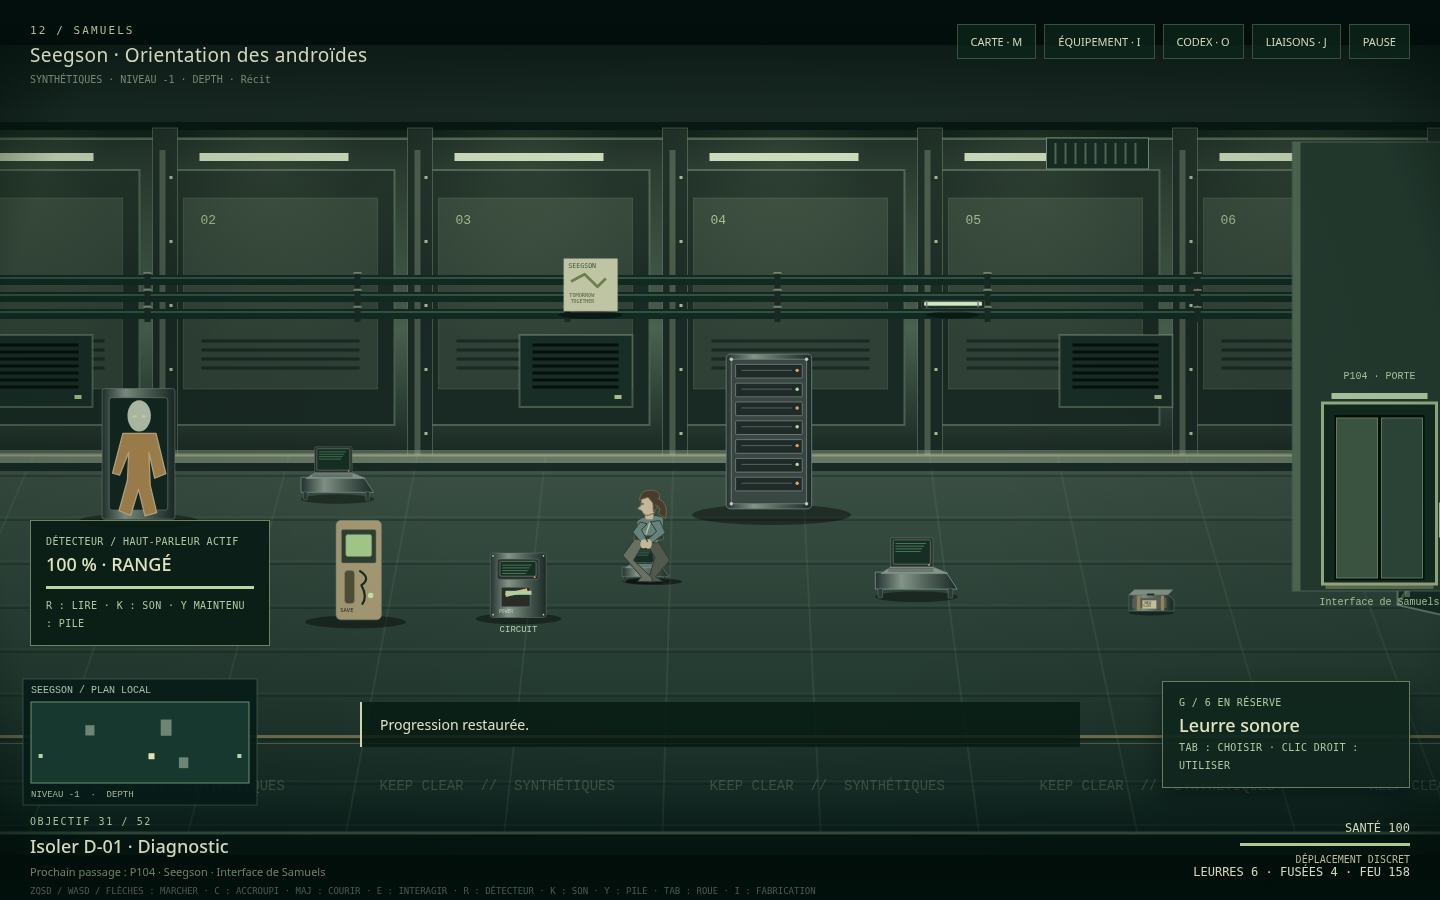 12 / SAMUELS
Seegson · Orientation des androïdes
SYNTHÉTIQUES · NIVEAU -1 · DEPTH · Récit
CARTE · M
ÉQUIPEMENT · I
CODEX · O
LIAISONS · J
PAUSE
02
03
04
05
06
SEEGSON
TOMORROW
TOGETHER
P104 · PORTE
DÉTECTEUR / HAUT-PARLEUR ACTIF
100 % · RANGÉ
R : LIRE · K : SON · Y MAINTENU
: PILE
SAVE
POWER
CIRCUIT
Interface de Samuels
SEEGSON / PLAN LOCAL
NIVEAU -1 · DEPTH
Progression restaurée.
G / 6 EN RÉSERVE
Leurre sonore
TAB : CHOISIR · CLIC DROIT :
UTILISER
UES KEEP CLEAR // SYNTHÉTIQUES KEEP CLEAR // SYNTHÉTIQUES KEEP CLEAR // SYNTHÉTIQUES
OBJECTIF 31 / 52
Isoler D-01 · Diagnostic
Prochain passage : P104 · Seegson · Interface de Samuels
ZQSD / WASD / FLÈCHES : MARCHER · C : ACCROUPI · MAJ : COURIR · E : INTERAGIR · R : DÉTECTEUR · K : SON · Y : PILE · TAB : ROUE · I : FABRICATION
SANTÉ 100
DÉPLACEMENT DISCRET
LEURRES 6 · FUSÉES 4 · FEU 158